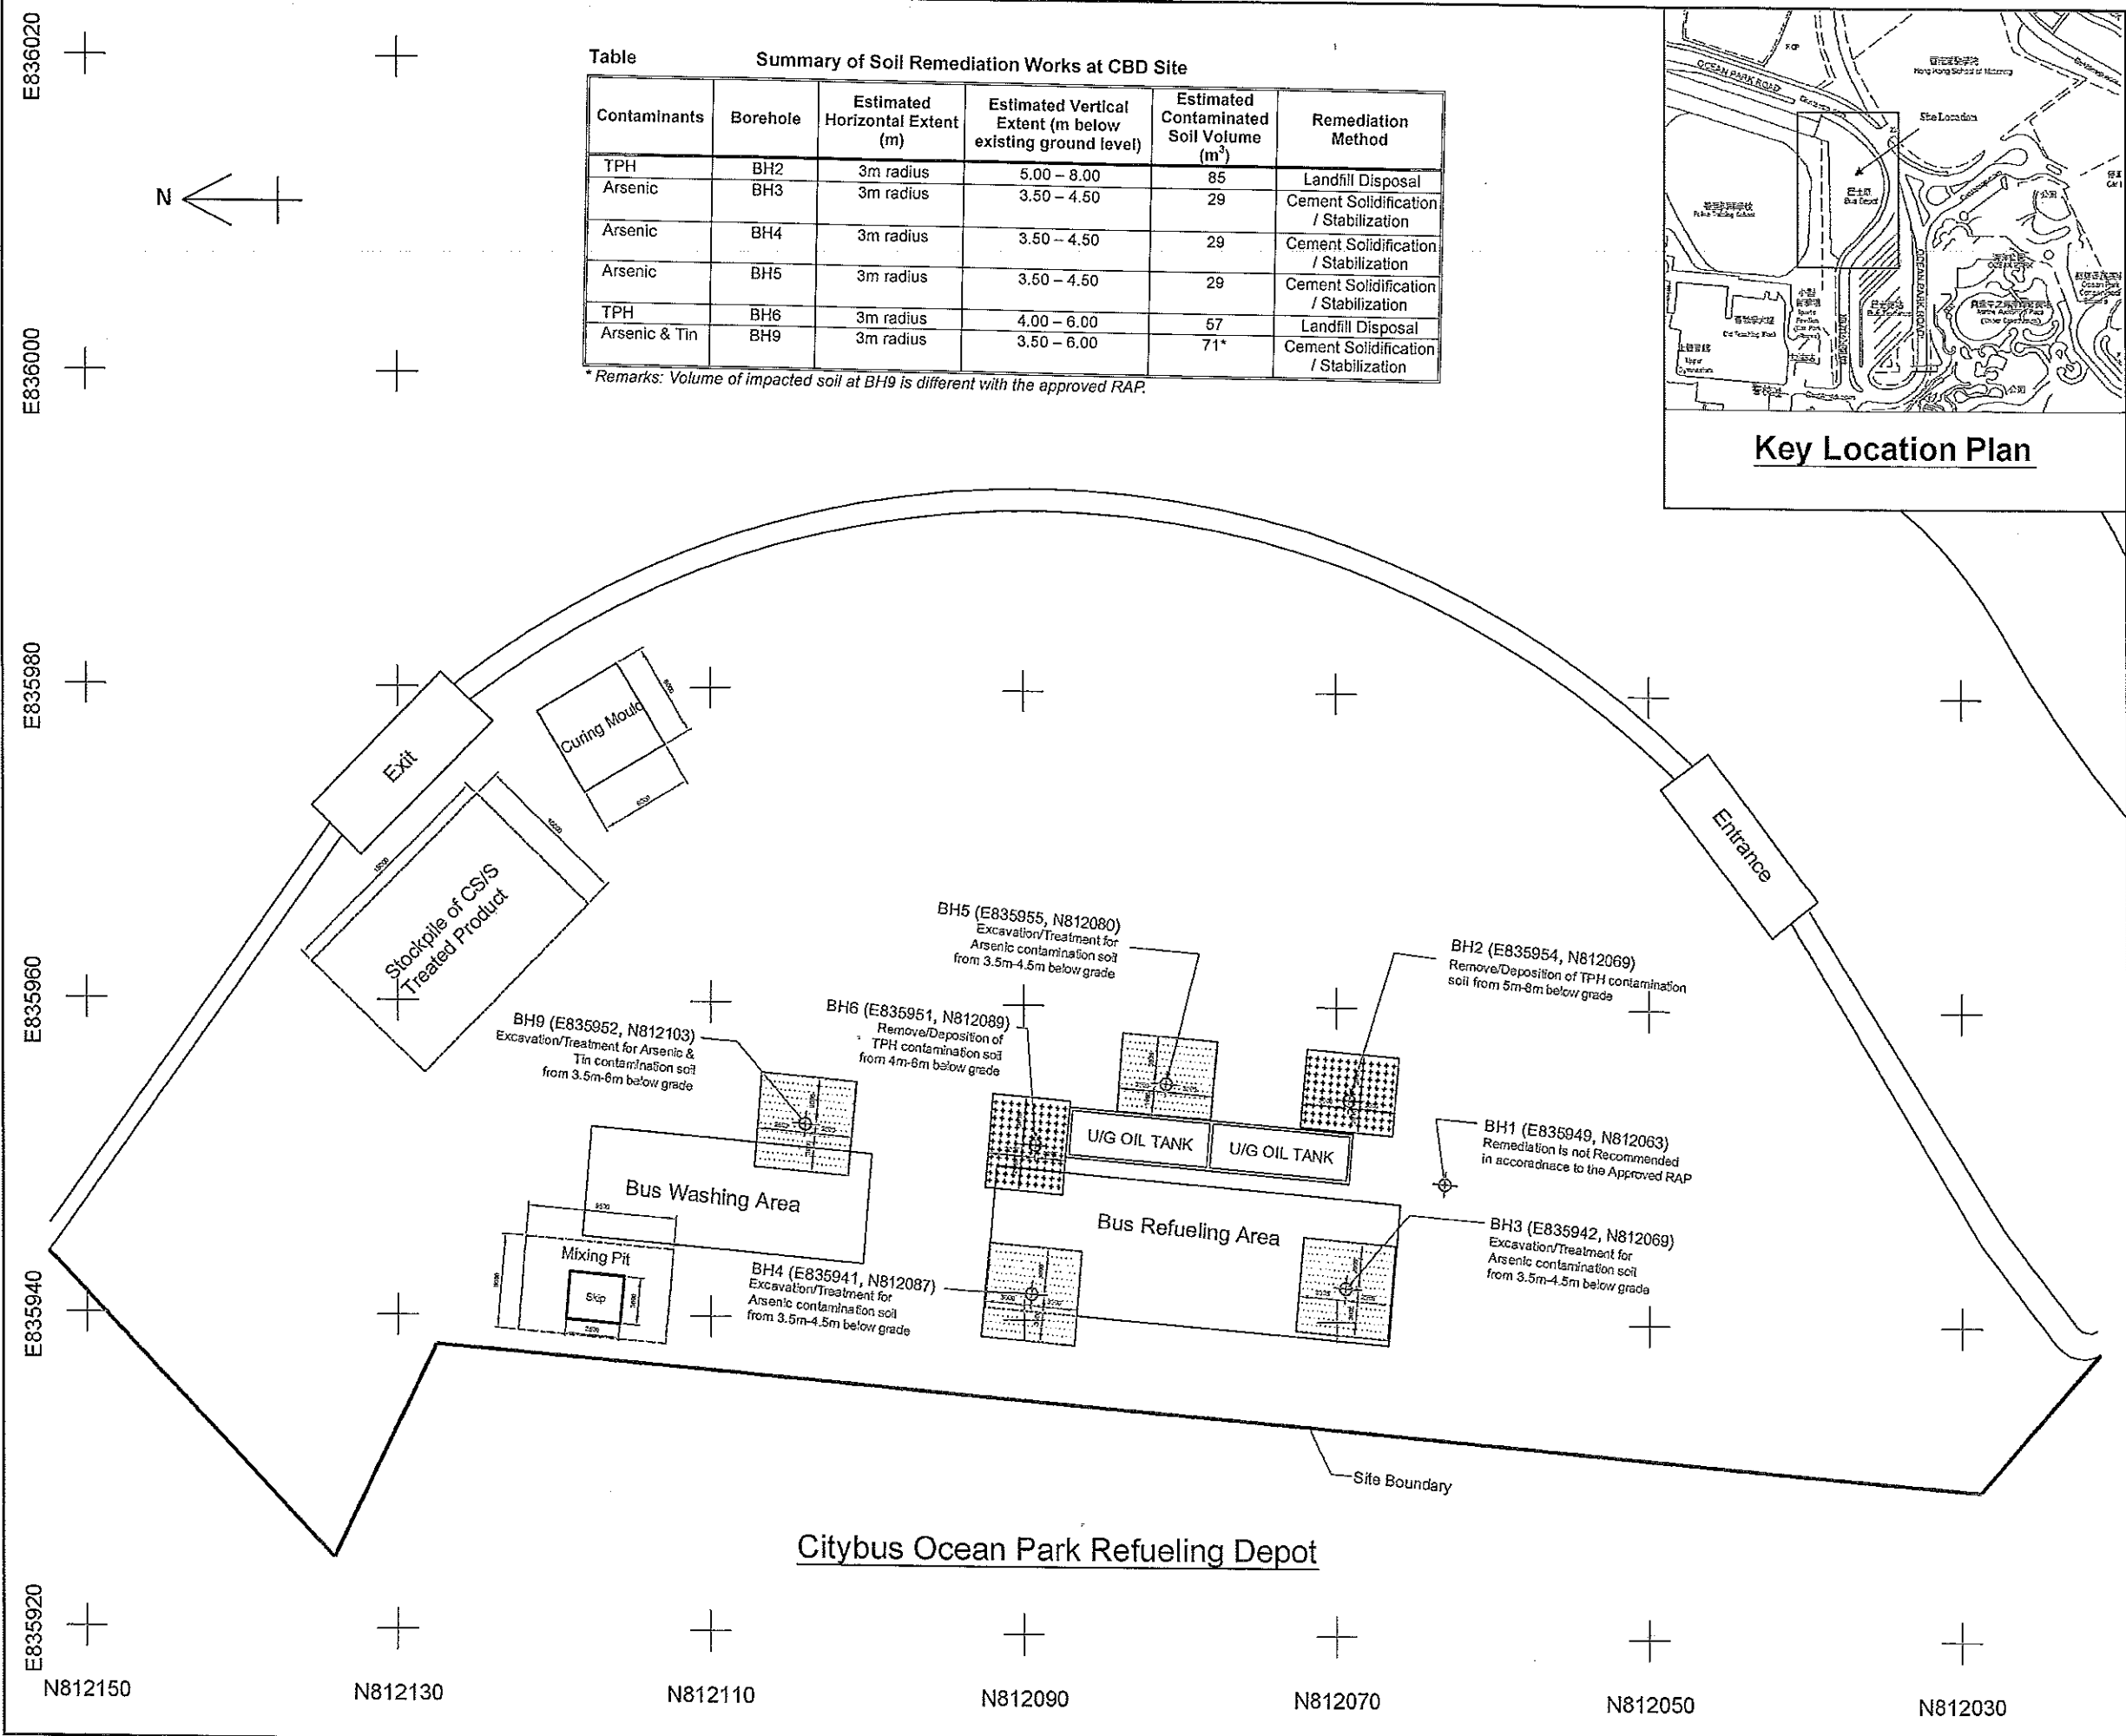 Table
Summary of Soil Remediation Works at CBD Site
Contaminants Borehole Estimated Horizontal Extent (m) Estimated Vertical Extent (m below existing ground level) Estimated Contaminated Soil Volume (m³) Remediation Method
TPH BH2 3m radius 5.00 – 8.00 85 Landfill Disposal
Arsenic BH3 3m radius 3.50 – 4.50 29 Cement Solidification / Stabilization
Arsenic BH4 3m radius 3.50 – 4.50 29 Cement Solidification / Stabilization
Arsenic BH5 3m radius 3.50 – 4.50 29 Cement Solidification / Stabilization
TPH BH6 3m radius 4.00 – 6.00 57 Landfill Disposal
Arsenic & Tin BH9 3m radius 3.50 – 6.00 71* Cement Solidification / Stabilization
* Remarks: Volume of impacted soil at BH9 is different with the approved RAP.
N
OCEAN PARK ROAD
Site Location
Bus Depot
OCEAN PARK ROAD
Key Location Plan
E836020
E836000
E835980
E835960
E835940
E835920
Exit
Curing Mould
Stockpile of CS/S
Treated Product
Entrance
BH5 (E835955, N812080)
Excavation/Treatment for
Arsenic contamination soil
from 3.5m-4.5m below grade
BH2 (E835954, N812069)
Remove/Deposition of TPH contamination
soil from 5m-8m below grade
BH6 (E835951, N812089)
Remove/Deposition of
TPH contamination soil
from 4m-6m below grade
BH9 (E835952, N812103)
Excavation/Treatment for Arsenic &
Tin contamination soil
from 3.5m-6m below grade
U/G OIL TANK
U/G OIL TANK
BH1 (E835949, N812063)
Remediation is not Recommended
in accoradnace to the Approved RAP
Bus Washing Area
Bus Refueling Area
BH3 (E835942, N812069)
Excavation/Treatment for
Arsenic contamination soil
from 3.5m-4.5m below grade
Mixing Pit
Skip
BH4 (E835941, N812087)
Excavation/Treatment for
Arsenic contamination soil
from 3.5m-4.5m below grade
Site Boundary
Citybus Ocean Park Refueling Depot
N812150
N812130
N812110
N812090
N812070
N812050
N812030